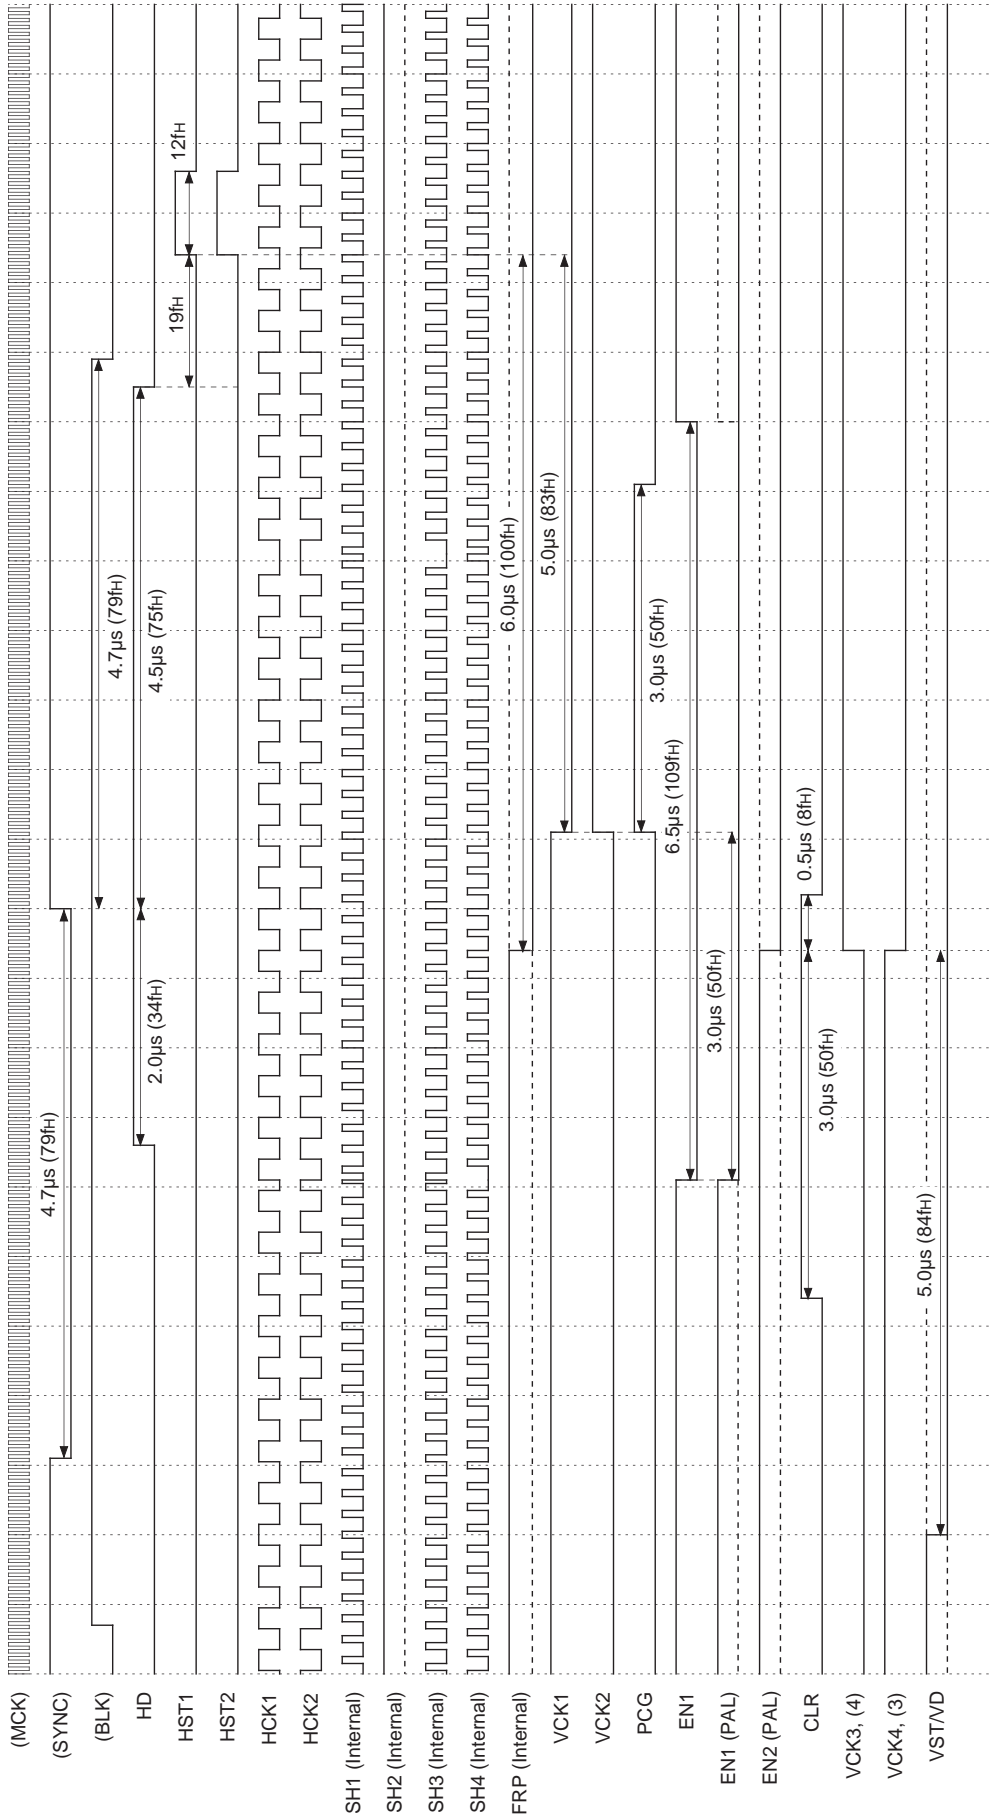 (MCK)
(SYNC)
(BLK)
HD
HST1
HST2
HCK1
HCK2
SH1 (Internal)
SH2 (Internal)
SH3 (Internal)
SH4 (Internal)
FRP (Internal)
VCK1
VCK2
PCG
EN1
EN1 (PAL)
EN2 (PAL)
CLR
VCK3, (4)
VCK4, (3)
VST/VD
4.7µs (79fH)
4.7µs (79fH)
2.0µs (34fH)
4.5µs (75fH)
19fH
12fH
6.0µs (100fH)
5.0µs (83fH)
3.0µs (50fH)
6.5µs (109fH)
3.0µs (50fH)
3.0µs (50fH)
0.5µs (8fH)
5.0µs (84fH)